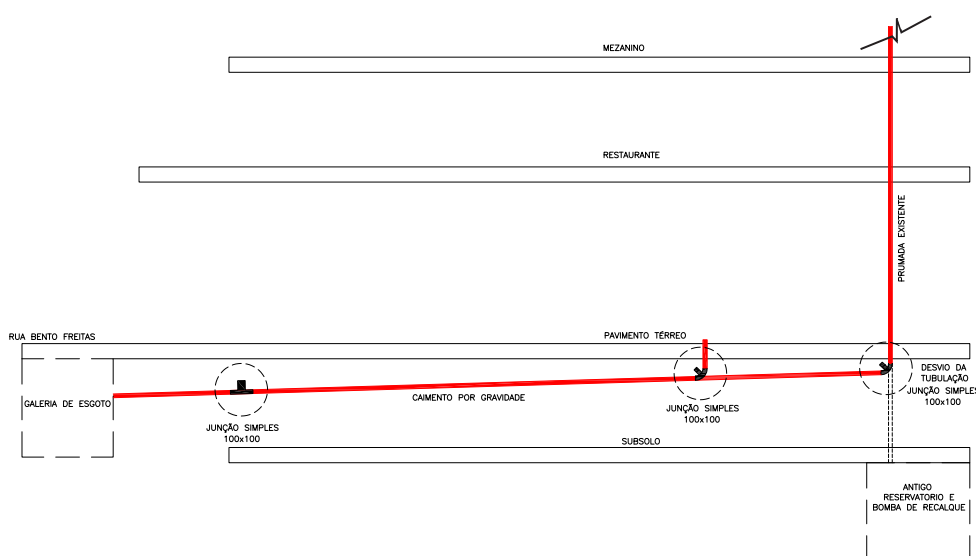 MEZANINO
RESTAURANTE
PRUMADA EXISTENTE
RUA BENTO FREITAS
PAVIMENTO TÉRREO
GALERIA DE ESGOTO
CAIMENTO POR GRAVIDADE
DESVIO DA
TUBULAÇÃO
JUNÇÃO SIMPLES
100x100
JUNÇÃO SIMPLES
100x100
JUNÇÃO SIMPLES
100x100
SUBSOLO
ANTIGO
RESERVATORIO E
BOMBA DE RECALQUE